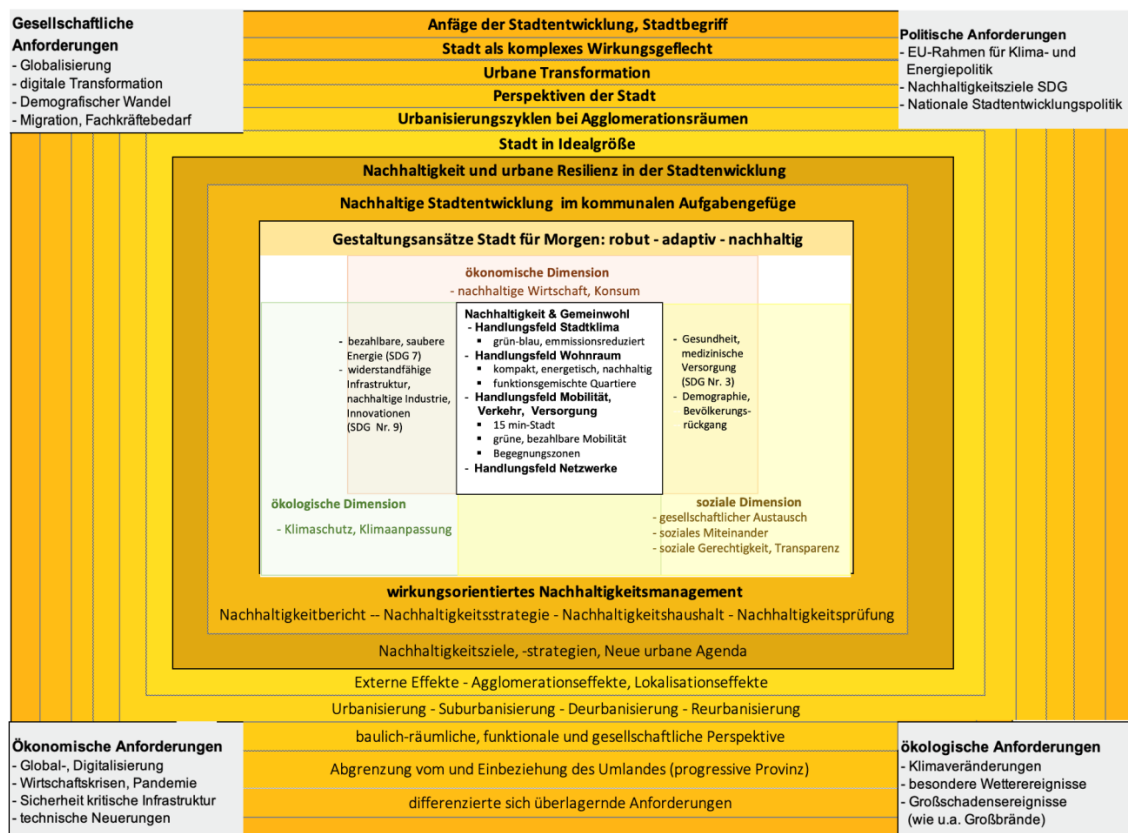 Gesellschaftliche
Anforderungen
- Globalisierung
- digitale Transformation
- Demografischer Wandel
- Migration, Fachkräftebedarf
Anfäge der Stadtentwicklung, Stadtbegriff
Stadt als komplexes Wirkungsgeflecht
Urbane Transformation
Perspektiven der Stadt
Urbanisierungszyklen bei Agglomerationsräumen
Stadt in Idealgröße
Politische Anforderungen
- EU-Rahmen für Klima- und
Energiepolitik
- Nachhaltigkeitsziele SDG
- Nationale Stadtentwicklungspolitik
Nachhaltigkeit und urbane Resilienz in der Stadtenwicklung
Nachhaltige Stadtentwicklung im kommunalen Aufgabengefüge
Gestaltungsansätze Stadt für Morgen: robut - adaptiv - nachhaltig
ökonomische Dimension
- nachhaltige Wirtschaft, Konsum
- bezahlbare, saubere
Energie (SDG 7)
- widerstandfähige
Infrastruktur,
nachhaltige Industrie,
Innovationen
(SDG Nr. 9)
Nachhaltigkeit & Gemeinwohl
- Handlungsfeld Stadtklima
▪ grün-blau, emmissionsreduziert
- Handlungsfeld Wohnraum
▪ kompakt, energetisch, nachhaltig
▪ funktionsgemischte Quartiere
- Handlungsfeld Mobilität,
Verkehr, Versorgung
▪ 15 min-Stadt
▪ grüne, bezahlbare Mobilität
▪ Begegnungszonen
- Handlungsfeld Netzwerke
- Gesundheit,
medizinische
Versorgung
(SDG Nr. 3)
- Demographie,
Bevölkerungs-
rückgang
ökologische Dimension
- Klimaschutz, Klimaanpassung
soziale Dimension
- gesellschaftlicher Austausch
- soziales Miteinander
- soziale Gerechtigkeit, Transparenz
wirkungsorientiertes Nachhaltigkeitsmanagement
Nachhaltigkeitbericht -- Nachhaltigkeitsstrategie - Nachhaltigkeitshaushalt - Nachhaltigkeitsprüfung
Nachhaltigkeitsziele, -strategien, Neue urbane Agenda
Externe Effekte - Agglomerationseffekte, Lokalisationseffekte
Urbanisierung - Suburbanisierung - Deurbanisierung - Reurbanisierung
baulich-räumliche, funktionale und gesellschaftliche Perspektive
Abgrenzung vom und Einbeziehung des Umlandes (progressive Provinz)
differenzierte sich überlagernde Anforderungen
Ökonomische Anforderungen
- Global-, Digitalisierung
- Wirtschaftskrisen, Pandemie
- Sicherheit kritische Infrastruktur
- technische Neuerungen
ökologische Anforderungen
- Klimaveränderungen
- besondere Wetterereignisse
- Großschadensereignisse
(wie u.a. Großbrände)